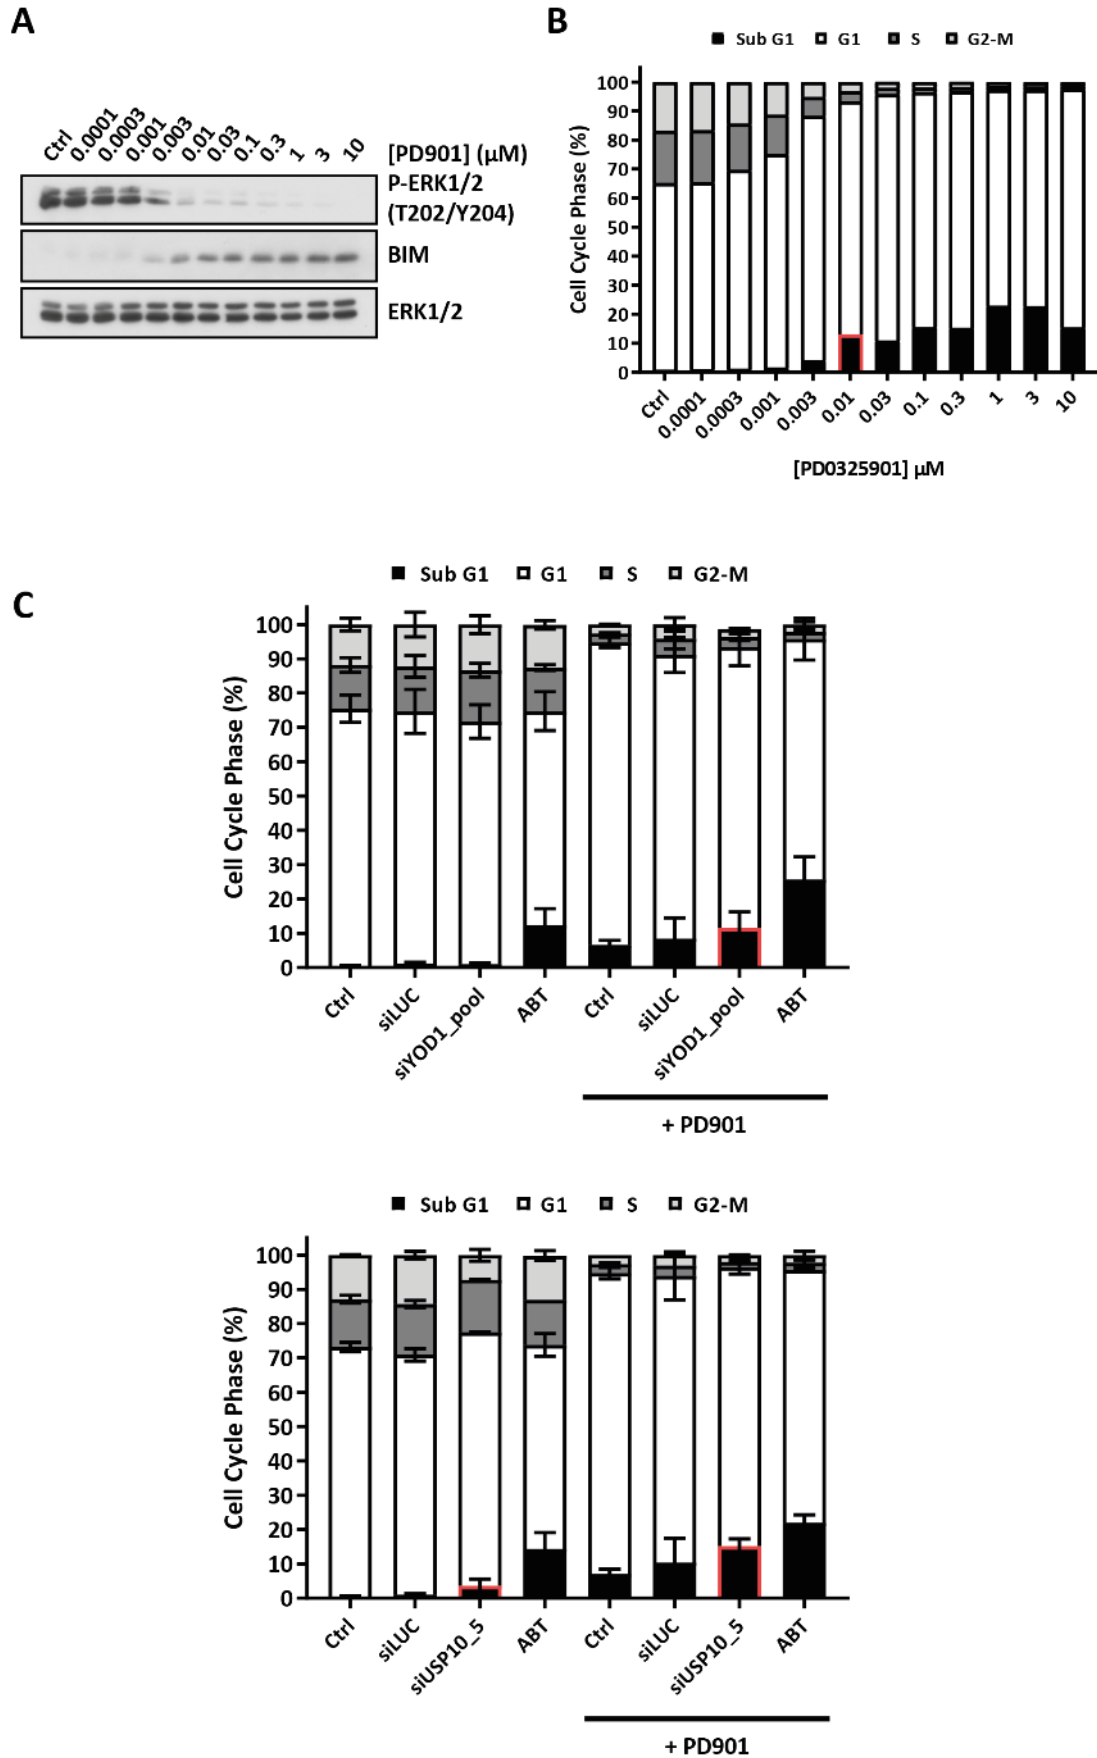 A
Ctrl 0.0001 0.0003 0.001 0.003 0.01 0.03 0.1 0.3 1 3 10
[PD901] (µM)
P-ERK1/2
(T202/Y204)
BIM
ERK1/2
B
Sub G1 G1 S G2-M
Cell Cycle Phase (%)
100
90
80
70
60
50
40
30
20
10
0
Ctrl 0.0001 0.0003 0.001 0.003 0.01 0.03 0.1 0.3 1 3 10
[PD0325901] µM
C
Sub G1 G1 S G2-M
Cell Cycle Phase (%)
100
90
80
70
60
50
40
30
20
10
0
Ctrl siLUC siYOD1_pool ABT Ctrl siLUC siYOD1_pool ABT
+ PD901
Sub G1 G1 S G2-M
Cell Cycle Phase (%)
100
90
80
70
60
50
40
30
20
10
0
Ctrl siLUC siUSP10_5 ABT Ctrl siLUC siUSP10_5 ABT
+ PD901